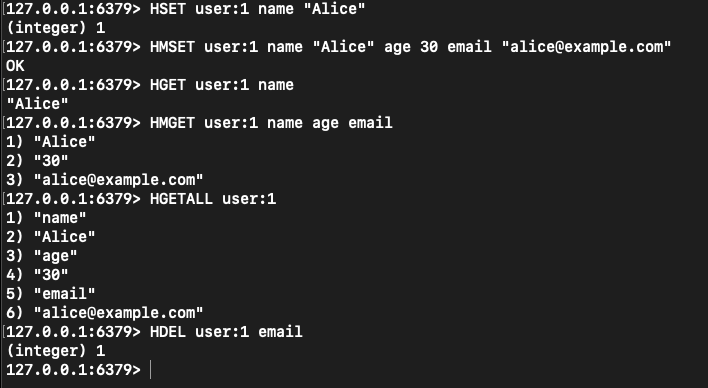 [127.0.0.1:6379> HSET user:1 name "Alice"
(integer) 1
[127.0.0.1:6379> HMSET user:1 name "Alice" age 30 email "alice@example.com"
OK
[127.0.0.1:6379> HGET user:1 name
"Alice"
[127.0.0.1:6379> HMGET user:1 name age email
1) "Alice"
2) "30"
3) "alice@example.com"
[127.0.0.1:6379> HGETALL user:1
1) "name"
2) "Alice"
3) "age"
4) "30"
5) "email"
6) "alice@example.com"
[127.0.0.1:6379> HDEL user:1 email
(integer) 1
127.0.0.1:6379>